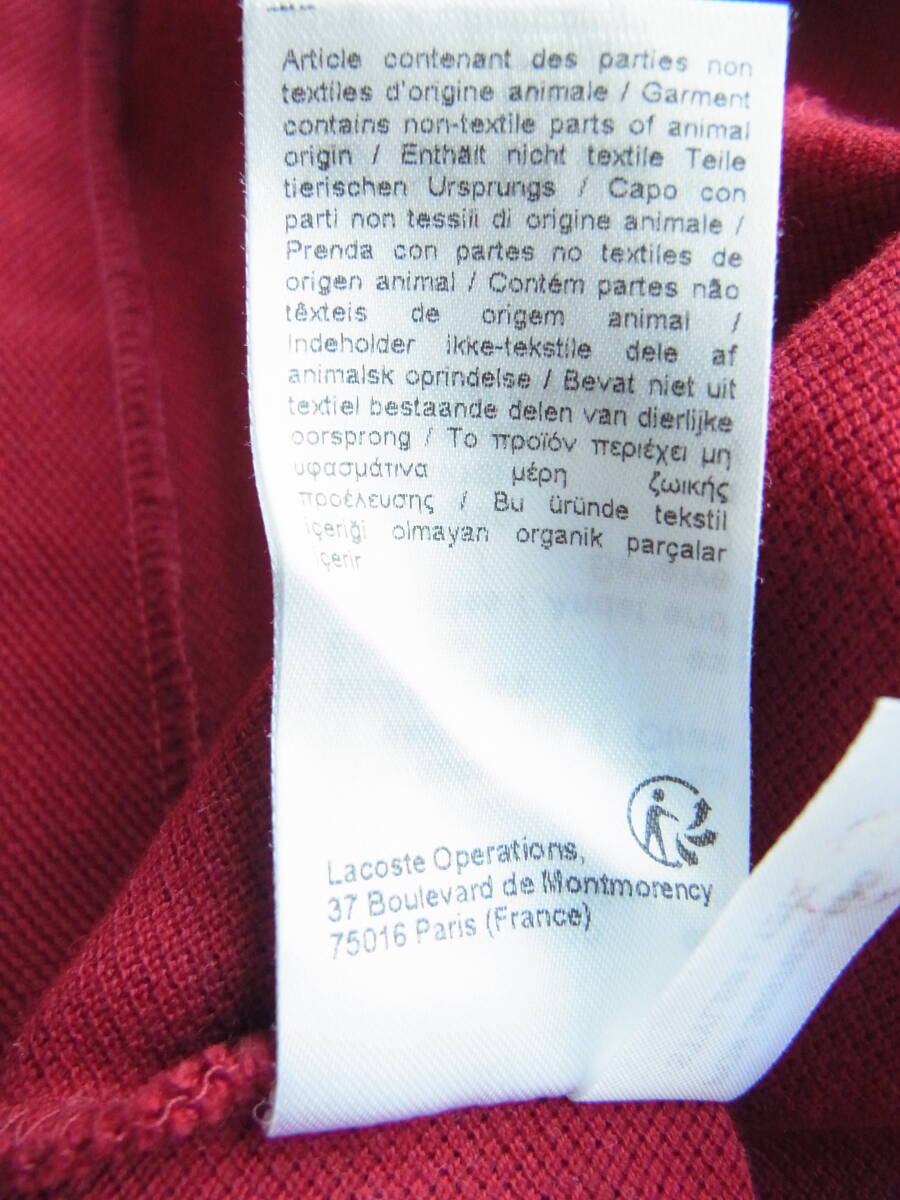 Article contenant des parties non
textiles d'origine animale / Garment
contains non-textile parts of animal
origin / Enthält nicht textile Teile
tierischen Ursprungs / Capo con
parti non tessili di origine animale /
Prenda con partes no textiles de
origen animal / Contém partes não
têxteis de origem animal /
Indeholder ikke-tekstile dele af
animalsk oprindelse / Bevat niet uit
textiel bestaande delen van dierlijke
oorsprong / Το προϊόν περιέχει μη
υφασμάτινα μέρη ζωικής
προέλευσης / Bu üründe tekstil
içeriği olmayan organik parçalar
içerir
Lacoste Operations,
37 Boulevard de Montmorency
75016 Paris (France)